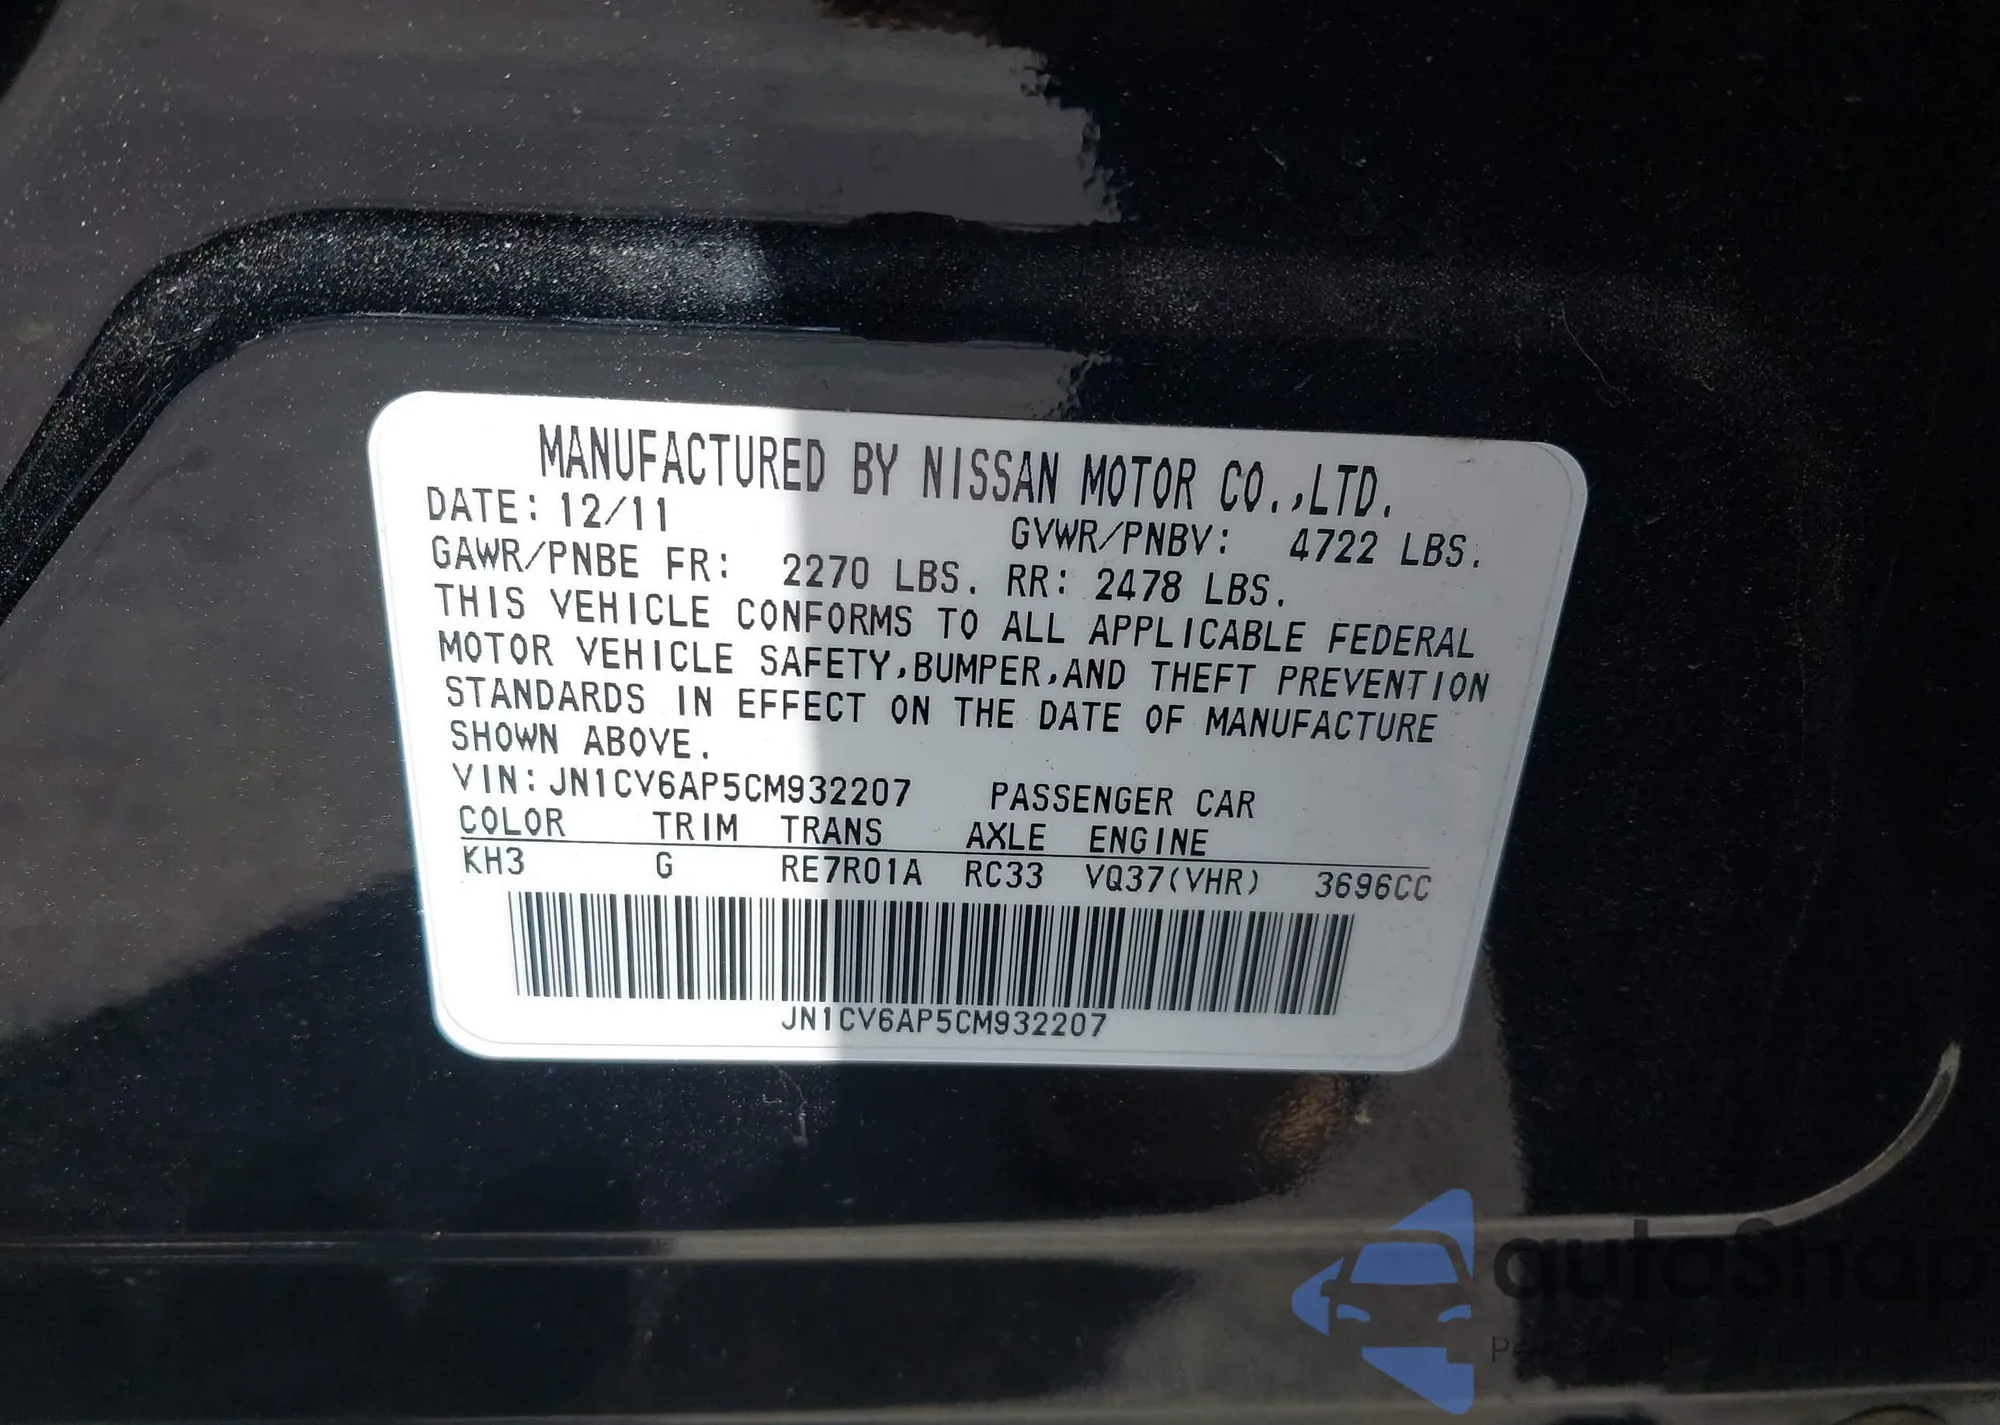 MANUFACTURED BY NISSAN MOTOR CO.,LTD.
DATE: 12/11 GVWR/PNBV: 4722 LBS.
GAWR/PNBE FR: 2270 LBS. RR: 2478 LBS.
THIS VEHICLE CONFORMS TO ALL APPLICABLE FEDERAL
MOTOR VEHICLE SAFETY,BUMPER,AND THEFT PREVENTION
STANDARDS IN EFFECT ON THE DATE OF MANUFACTURE
SHOWN ABOVE.
VIN: JN1CV6AP5CM932207 PASSENGER CAR
COLOR TRIM TRANS AXLE ENGINE
KH3 G RE7R01A RC33 VQ37(VHR) 3696CC
JN1CV6AP5CM932207
autaSnap